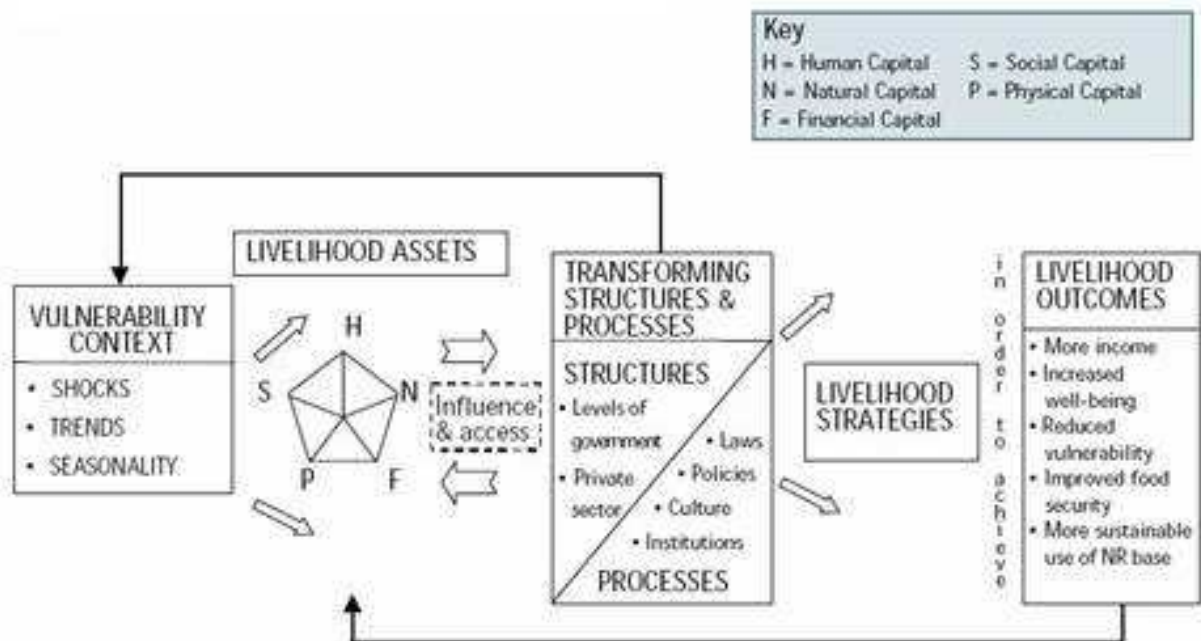 Key
H = Human Capital S = Social Capital
N = Natural Capital P = Physical Capital
F = Financial Capital
LIVELIHOOD ASSETS
VULNERABILITY
CONTEXT
• SHOCKS
• TRENDS
• SEASONALITY
H
S
N
P
F
Influence
& access
TRANSFORMING
STRUCTURES &
PROCESSES
STRUCTURES
• Levels of
government
• Private
sector
• Laws
• Policies
• Culture
• Institutions
PROCESSES
LIVELIHOOD
STRATEGIES
in order to achieve
LIVELIHOOD
OUTCOMES
• More income
• Increased
well-being
• Reduced
vulnerability
• Improved food
security
• More sustainable
use of NR base